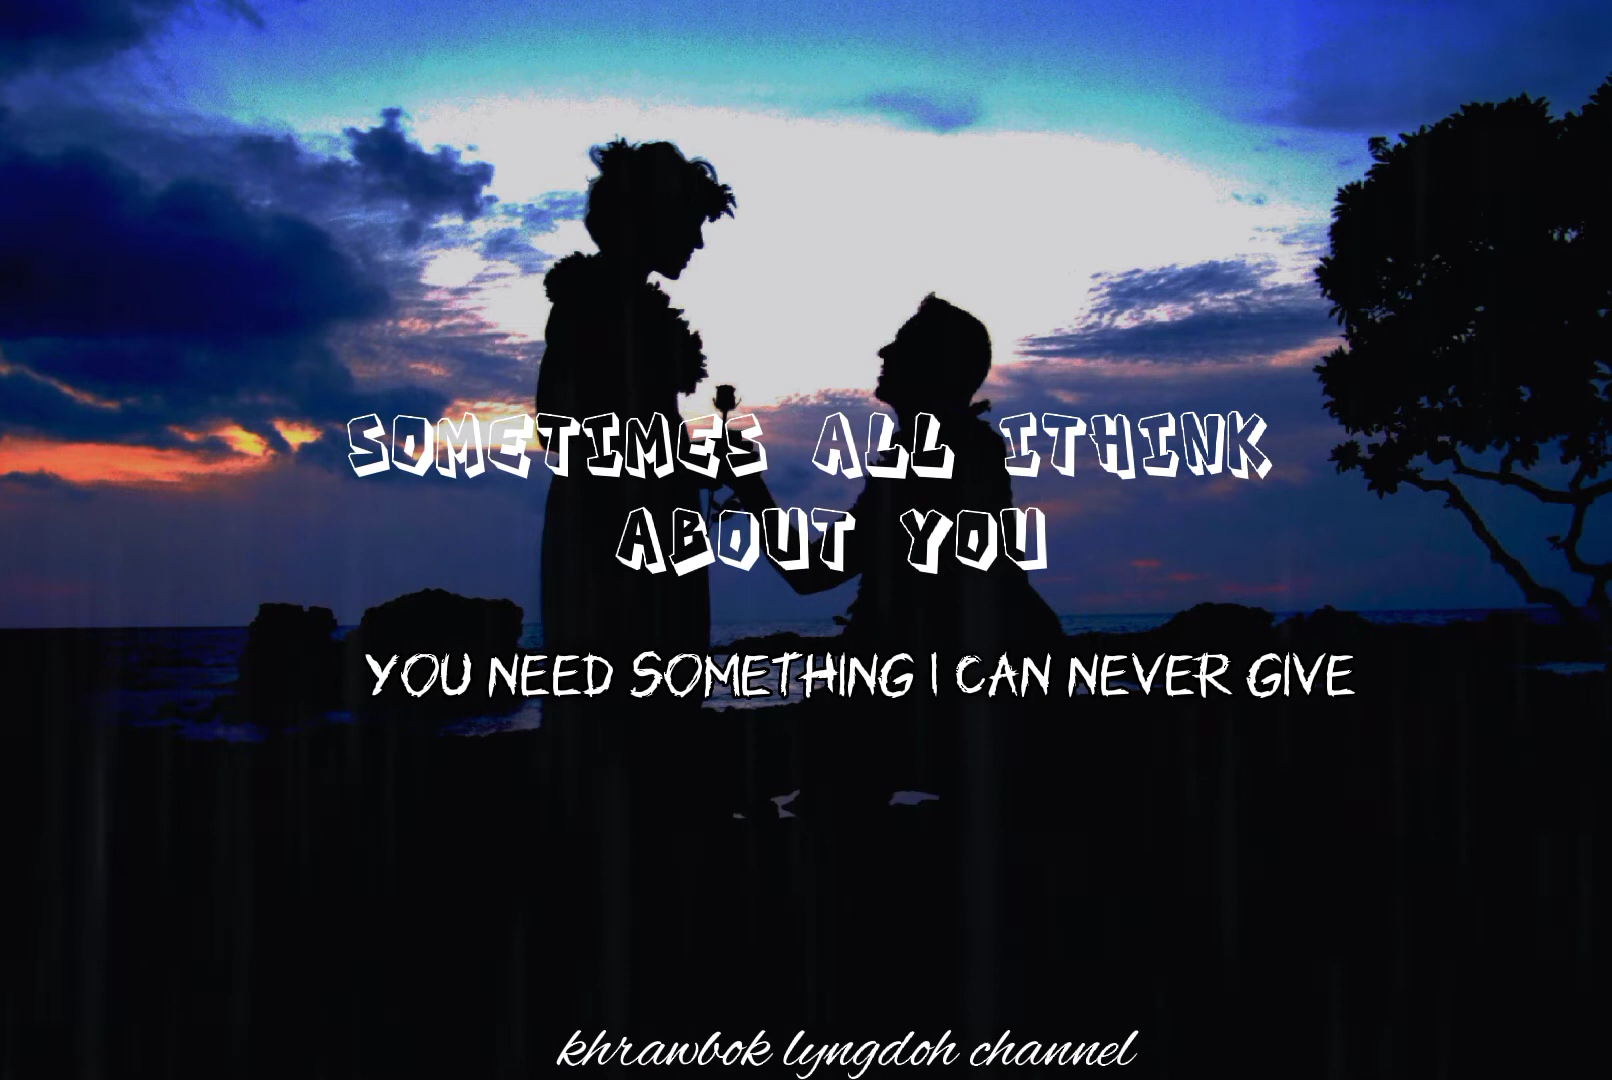 SOMETIMES ALL ITHINK
ABOUT YOU
YOU NEED SOMETHING I CAN NEVER GIVE
khrawbok lyngdoh channel